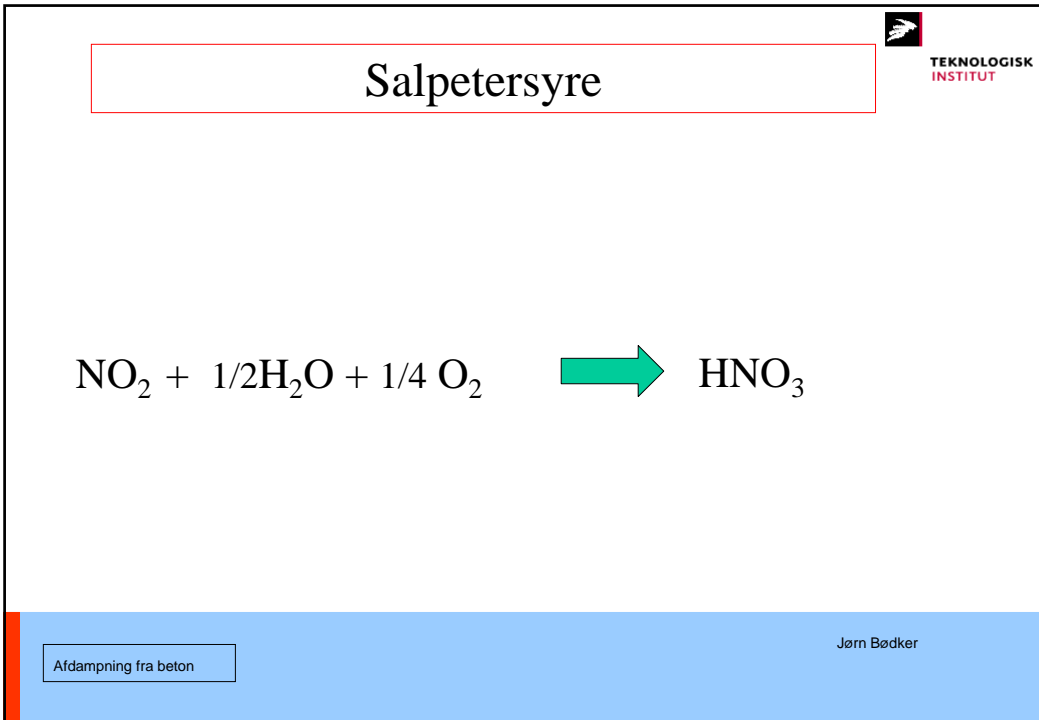 Salpetersyre
TEKNOLOGISK
INSTITUT
NO₂ + 1/2H₂O + 1/4 O₂ HNO₃
Jørn Bødker
Afdampning fra beton